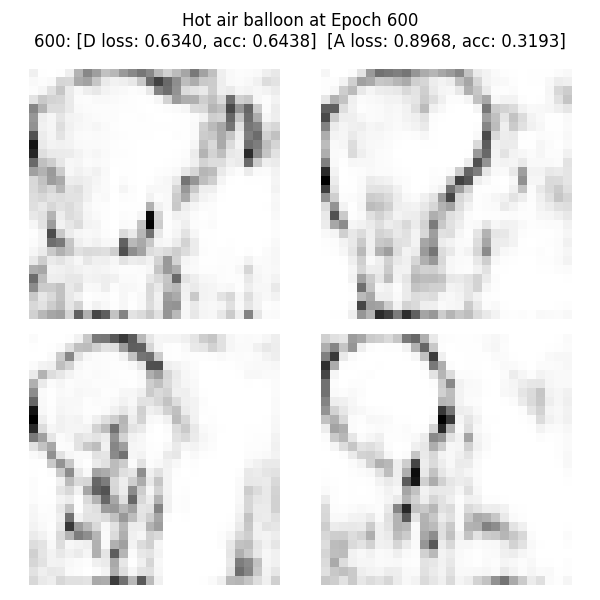 Hot air balloon at Epoch 600
600: [D loss: 0.6340, acc: 0.6438]  [A loss: 0.8968, acc: 0.3193]